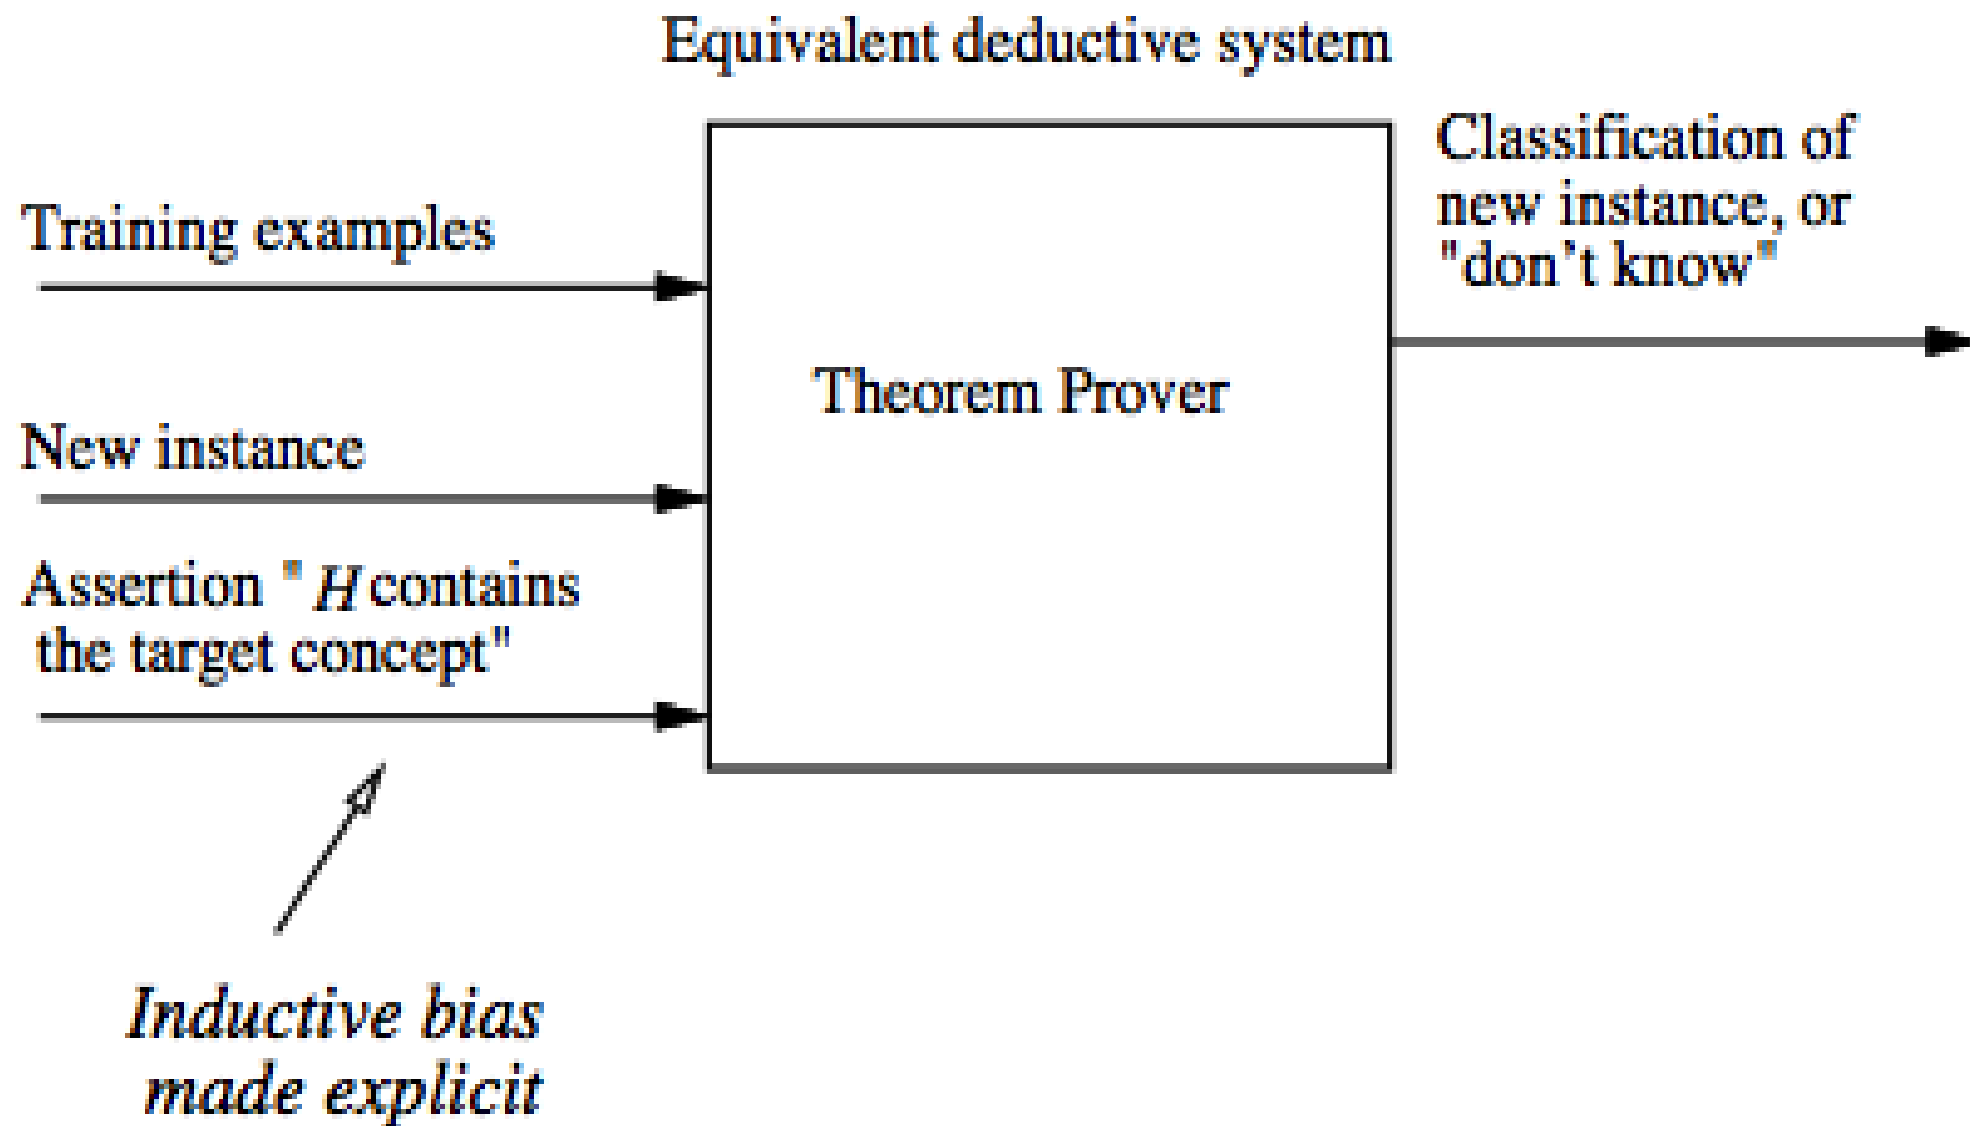 Equivalent deductive system
Classification of
new instance, or
"don't know"
Training examples
Theorem Prover
New instance
Assertion " H contains
the target concept"
Inductive bias
made explicit